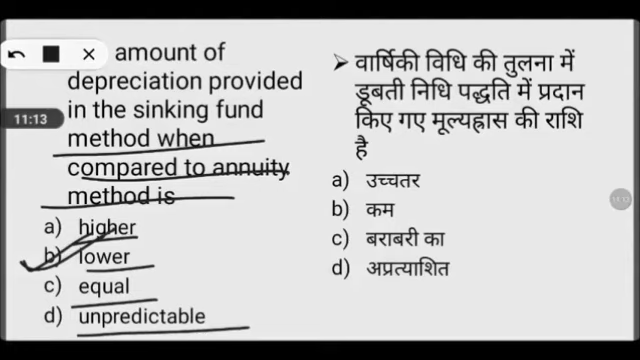 amount of
depreciation provided
in the sinking fund
method when
compared to annuity
method is
a) higher
b) lower
c) equal
d) unpredictable
11:13
➤ वार्षिकी विधि की तुलना में
डूबती निधि पद्धति में प्रदान
किए गए मूल्यह्रास की राशि
है
a) उच्चतर
b) कम
c) बराबरी का
d) अप्रत्याशित